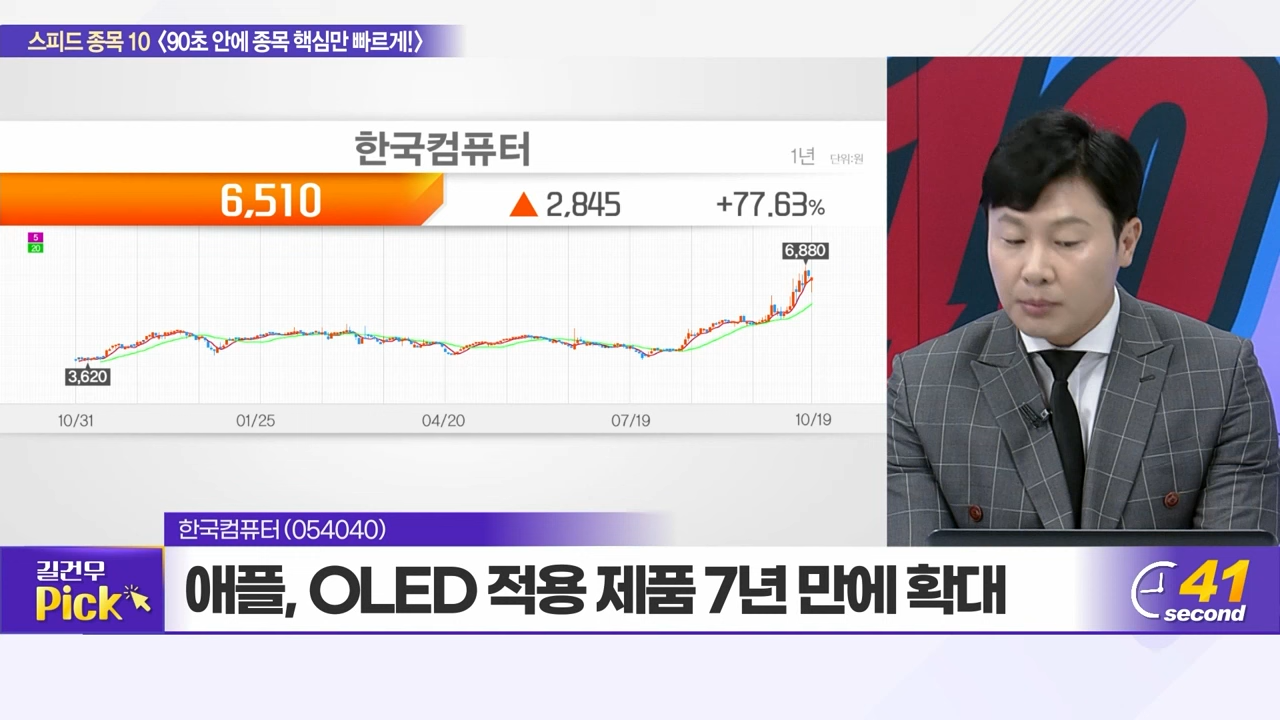 스피드 종목 10 〈90초 안에 종목 핵심만 빠르게!〉
한국컴퓨터
1년 단위:원
6,510 ▲ 2,845 +77.63%
5
20
6,880
3,620
10/31 01/25 04/20 07/19 10/19
한국컴퓨터(054040)
길건무
Pick
애플, OLED 적용 제품 7년 만에 확대
41
second